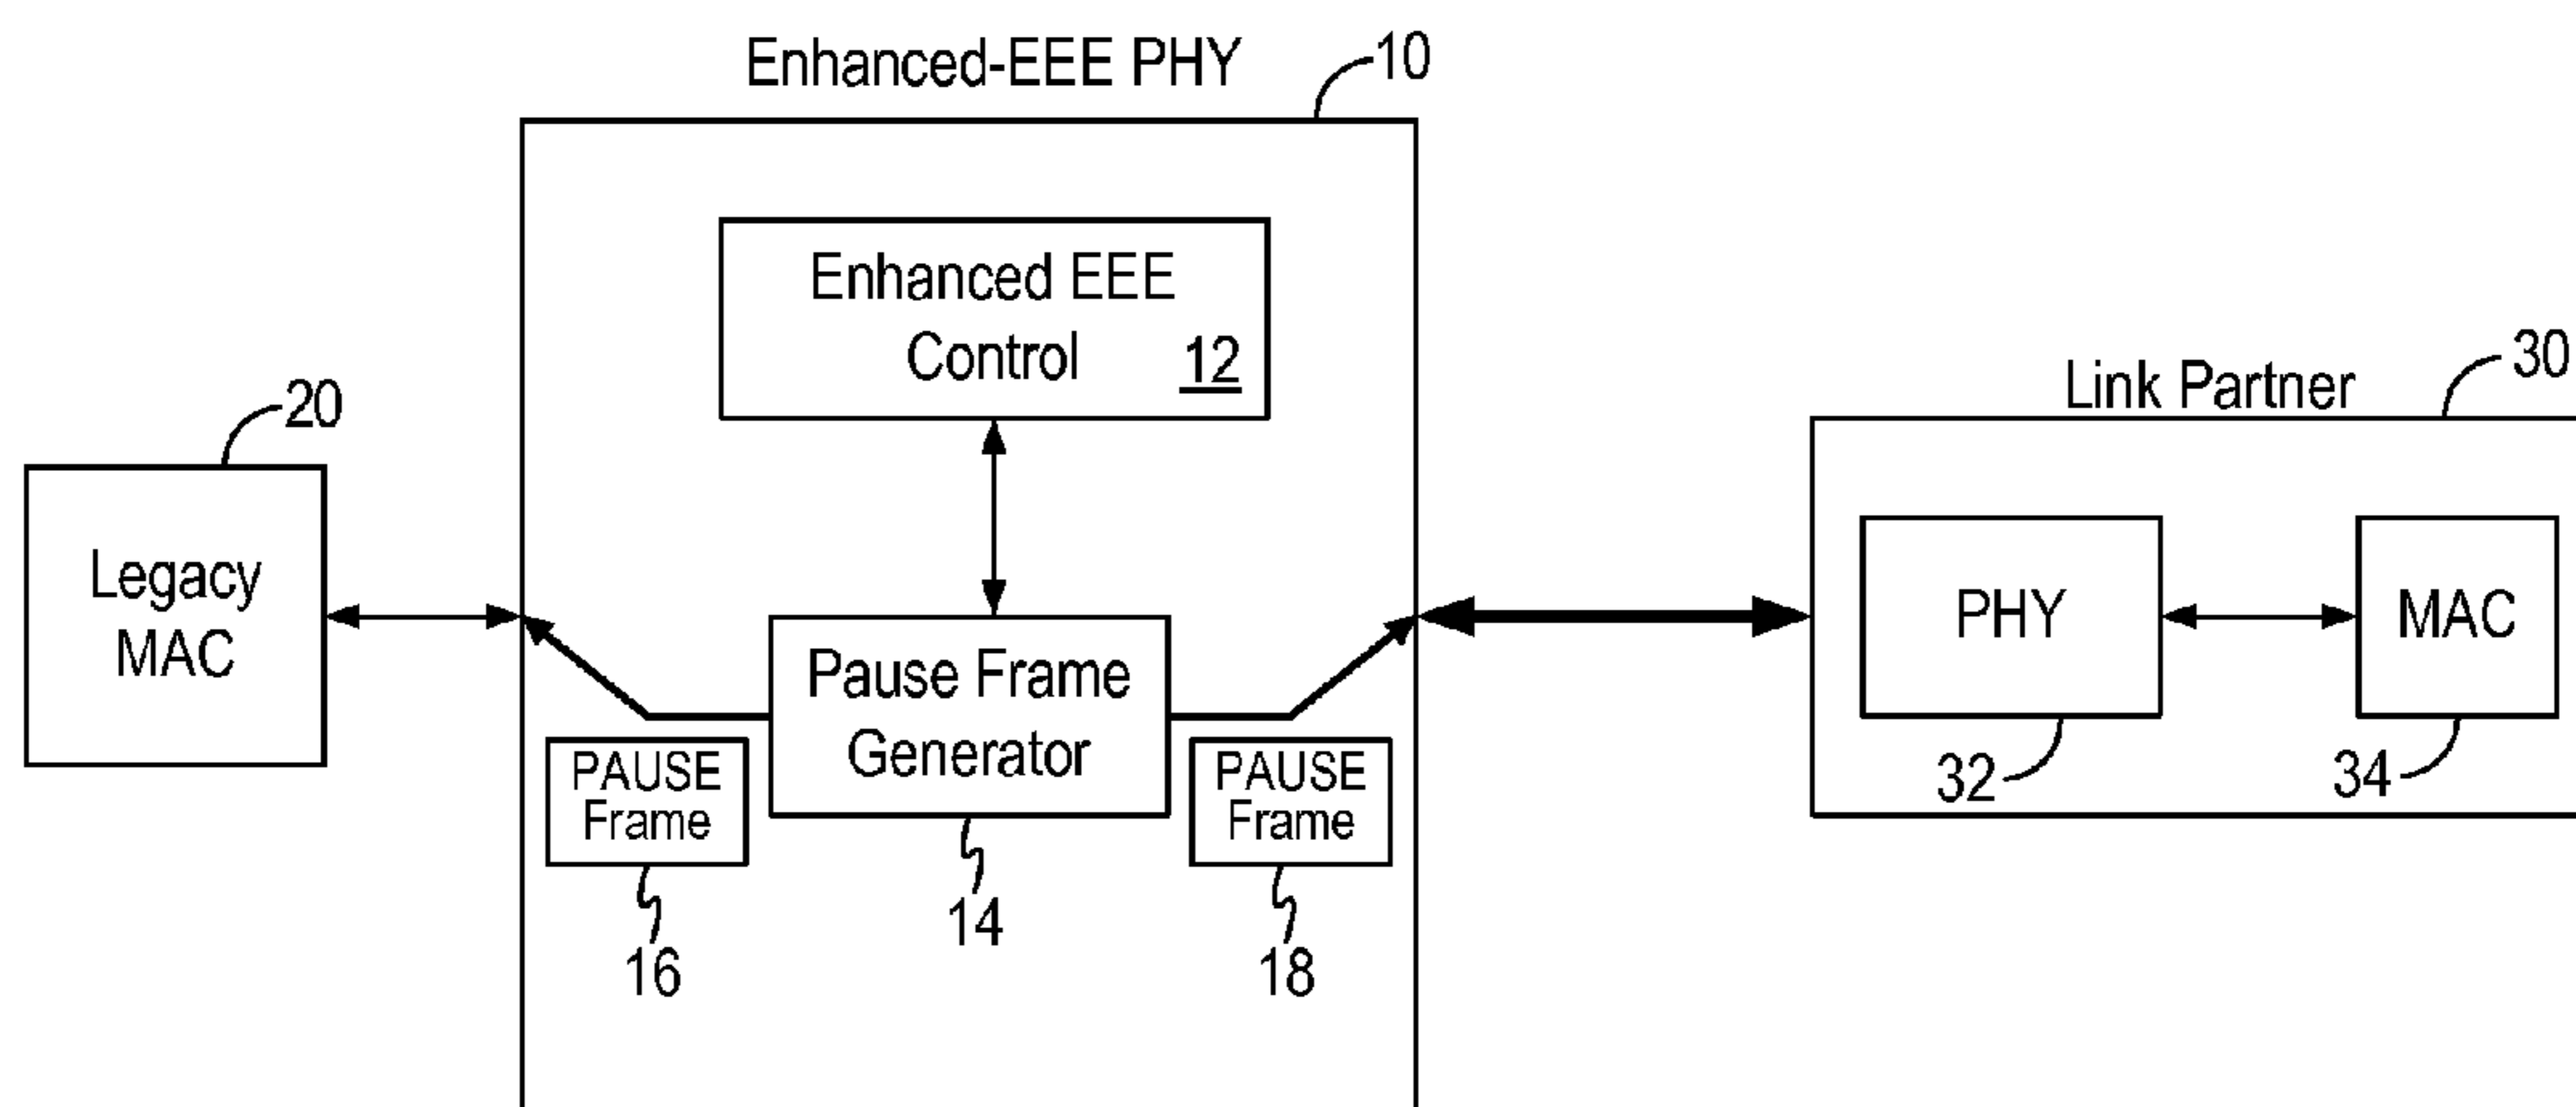 Enhanced-EEE PHY
10
Enhanced EEE
Control
12
20
Legacy
MAC
Pause Frame
Generator
PAUSE
Frame
PAUSE
Frame
16
14
18
Link Partner
30
PHY
MAC
32
34